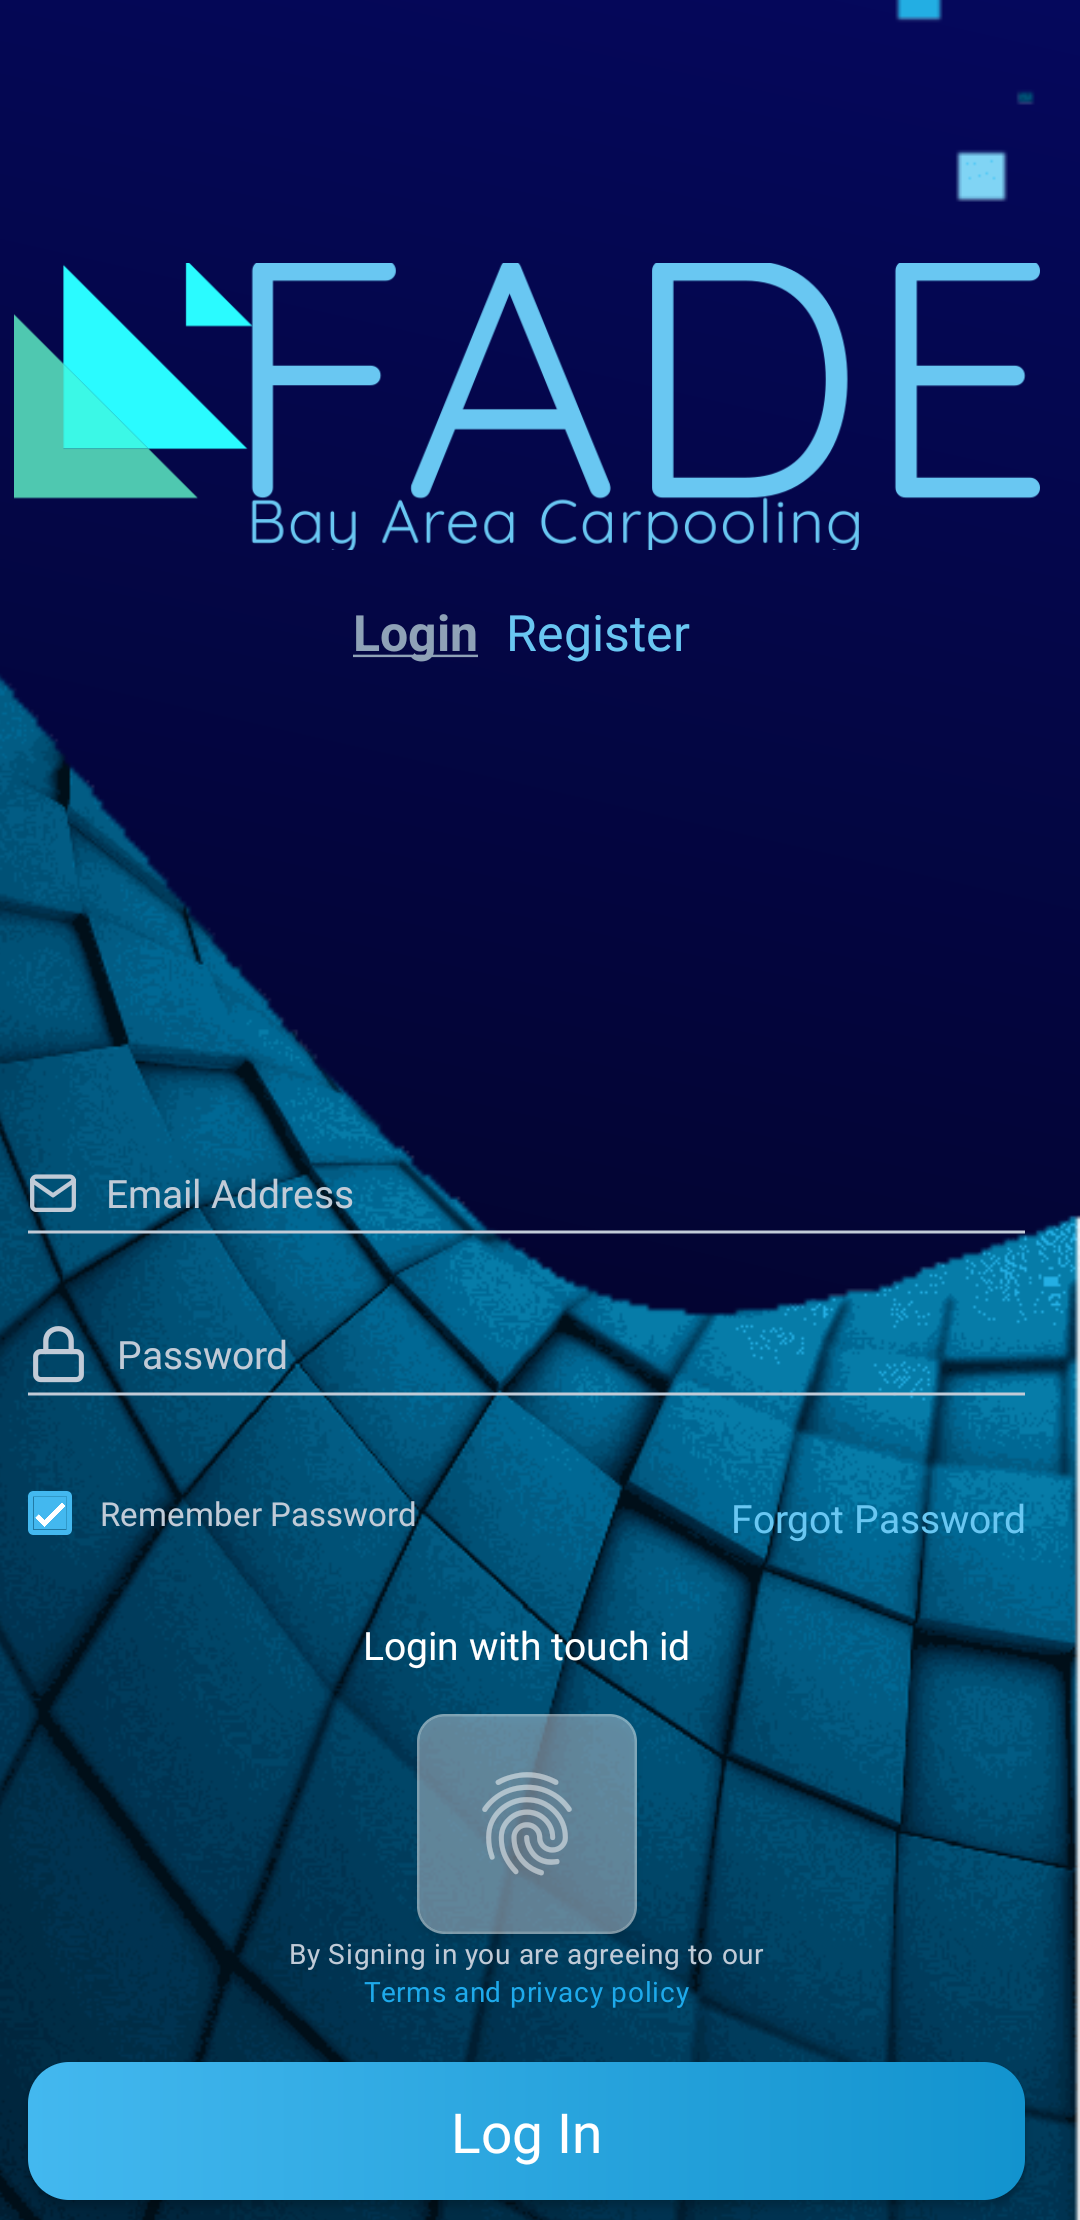 FADE
Bay Area Carpooling
Login Register
Email Address
Password
Remember Password Forgot Password
Login with touch id
By Signing in you are agreeing to our
Terms and privacy policy
Log In